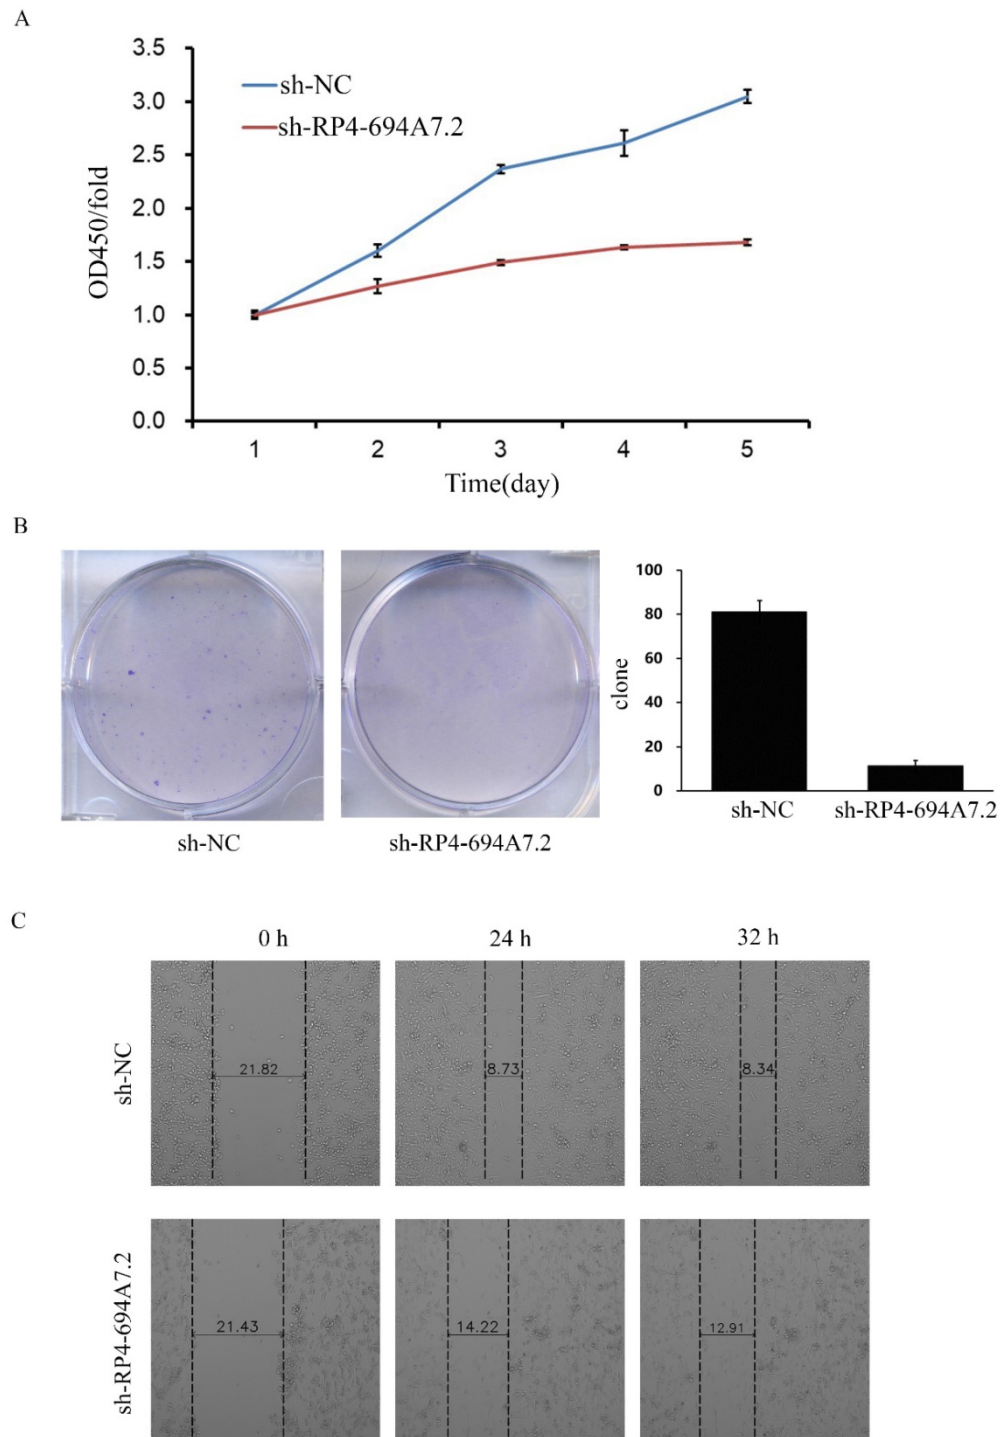 A
3.5
3.0
2.5
2.0
1.5
1.0
0.5
0.0
OD450/fold
sh-NC
sh-RP4-694A7.2
1 2 3 4 5
Time(day)
B
sh-NC
sh-RP4-694A7.2
100
80
60
40
20
0
clone
sh-NC sh-RP4-694A7.2
C
0 h 24 h 32 h
sh-NC
21.82 8.73 8.34
sh-RP4-694A7.2
21.43 14.22 12.91